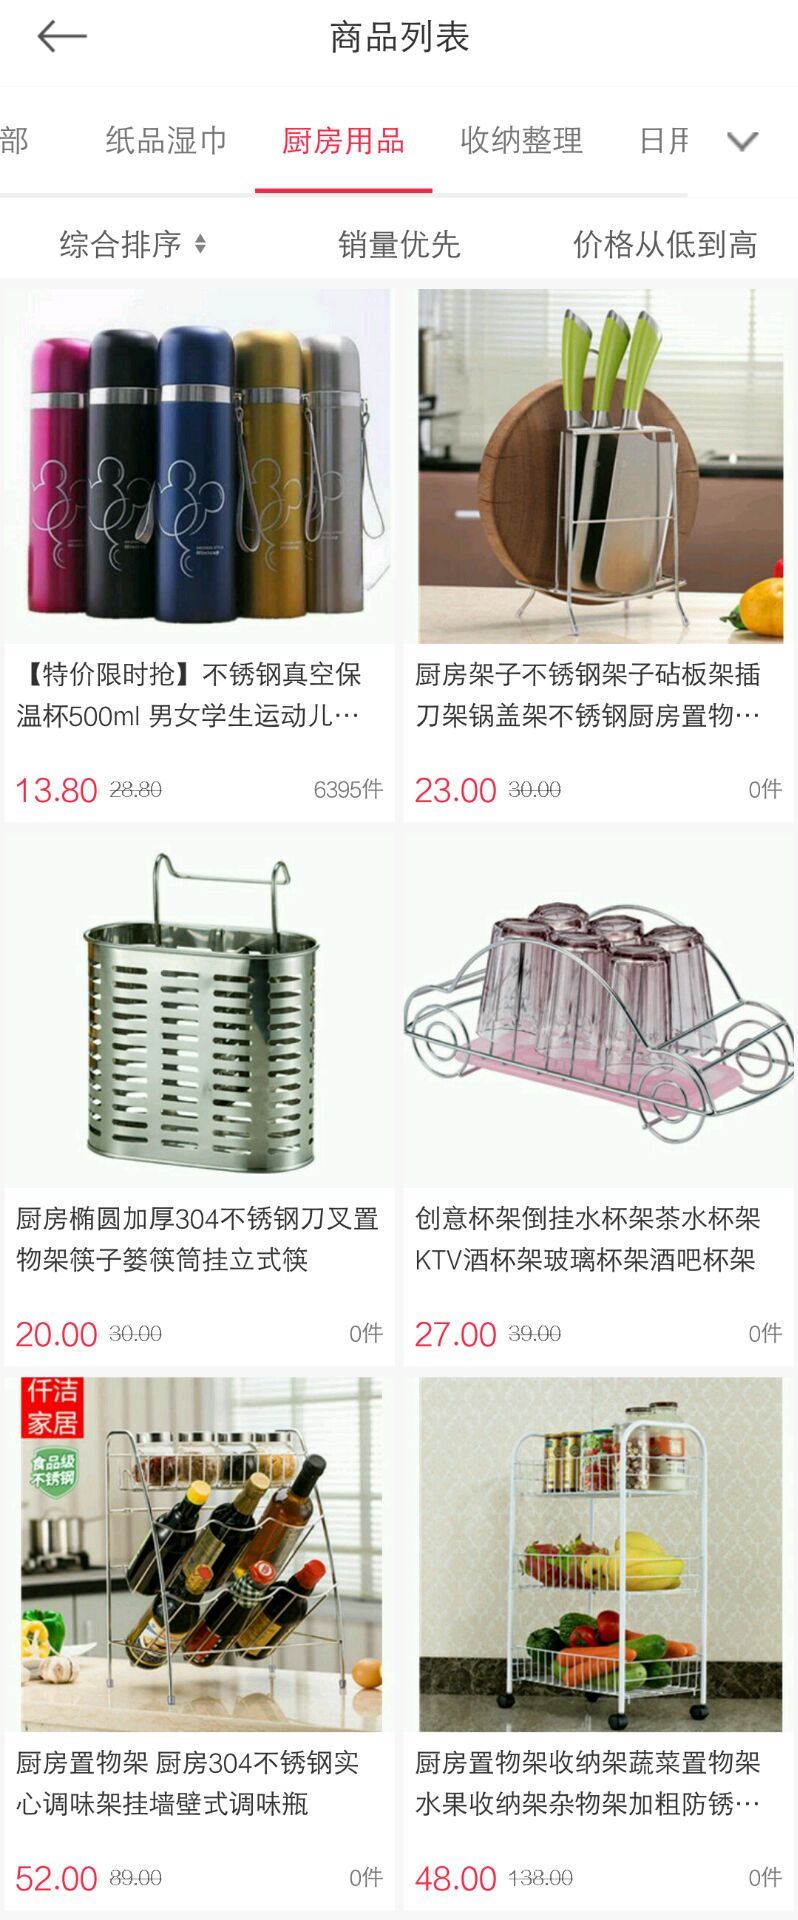 商品列表
部 纸品湿巾 厨房用品 收纳整理 日用
综合排序 销量优先 价格从低到高
【特价限时抢】不锈钢真空保
温杯500ml 男女学生运动儿…
13.80 28.80 6395件
厨房架子不锈钢架子砧板架插
刀架锅盖架不锈钢厨房置物…
23.00 30.00 0件
厨房椭圆加厚304不锈钢刀叉置
物架筷子篓筷筒挂立式筷
20.00 30.00 0件
创意杯架倒挂水杯架茶水杯架
KTV酒杯架玻璃杯架酒吧杯架
27.00 39.00 0件
仟洁
家居
食品级
不锈钢
厨房置物架 厨房304不锈钢实
心调味架挂墙壁式调味瓶
52.00 89.00 0件
厨房置物架收纳架蔬菜置物架
水果收纳架杂物架加粗防锈…
48.00 138.00 0件